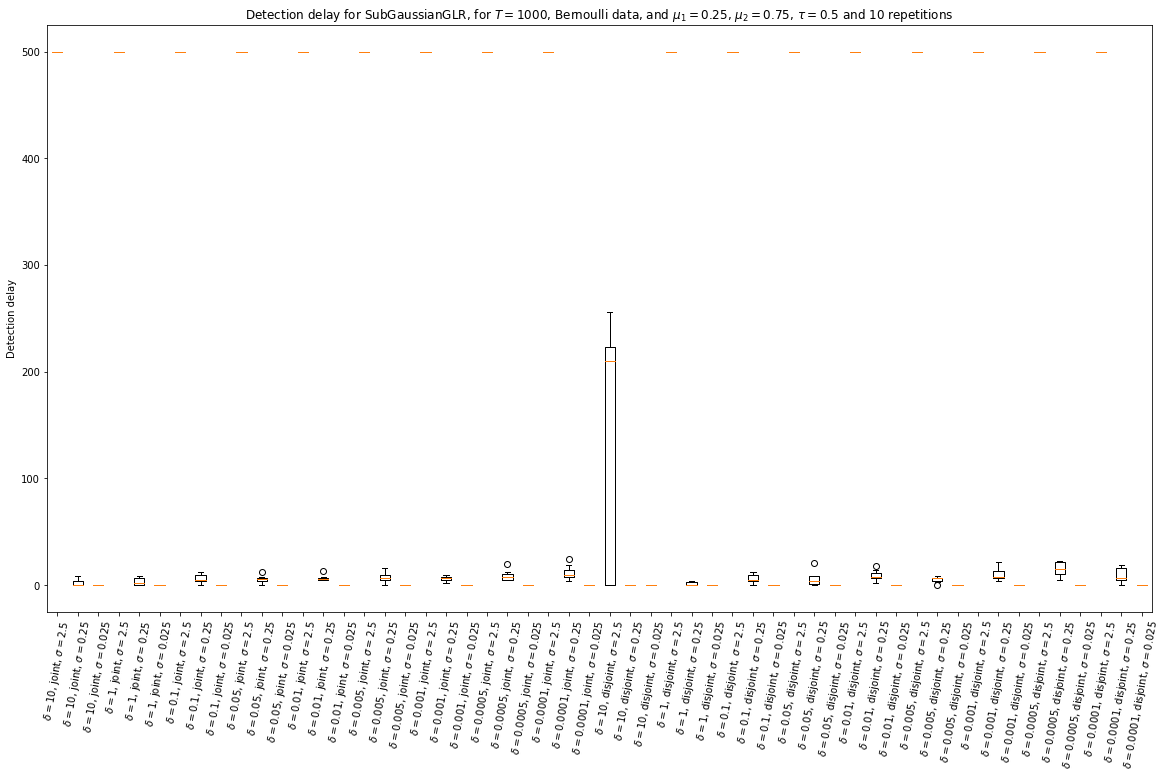 Detection delay for SubGaussianGLR, for T = 1000, Bernoulli data, and μ₁ = 0.25, μ₂ = 0.75, τ = 0.5 and 10 repetitions
Detection delay
500
400
300
200
100
0
δ = 10, joint, σ = 2.5
δ = 10, joint, σ = 0.25
δ = 10, joint, σ = 0.025
δ = 1, joint, σ = 2.5
δ = 1, joint, σ = 0.25
δ = 1, joint, σ = 0.025
δ = 0.1, joint, σ = 2.5
δ = 0.1, joint, σ = 0.25
δ = 0.1, joint, σ = 0.025
δ = 0.05, joint, σ = 2.5
δ = 0.05, joint, σ = 0.25
δ = 0.05, joint, σ = 0.025
δ = 0.01, joint, σ = 2.5
δ = 0.01, joint, σ = 0.25
δ = 0.01, joint, σ = 0.025
δ = 0.005, joint, σ = 2.5
δ = 0.005, joint, σ = 0.25
δ = 0.005, joint, σ = 0.025
δ = 0.001, joint, σ = 2.5
δ = 0.001, joint, σ = 0.25
δ = 0.001, joint, σ = 0.025
δ = 0.0005, joint, σ = 2.5
δ = 0.0005, joint, σ = 0.25
δ = 0.0005, joint, σ = 0.025
δ = 0.0001, joint, σ = 2.5
δ = 0.0001, joint, σ = 0.25
δ = 0.0001, joint, σ = 0.025
δ = 10, disjoint, σ = 2.5
δ = 10, disjoint, σ = 0.25
δ = 10, disjoint, σ = 0.025
δ = 1, disjoint, σ = 2.5
δ = 1, disjoint, σ = 0.25
δ = 1, disjoint, σ = 0.025
δ = 0.1, disjoint, σ = 2.5
δ = 0.1, disjoint, σ = 0.25
δ = 0.1, disjoint, σ = 0.025
δ = 0.05, disjoint, σ = 2.5
δ = 0.05, disjoint, σ = 0.25
δ = 0.05, disjoint, σ = 0.025
δ = 0.01, disjoint, σ = 2.5
δ = 0.01, disjoint, σ = 0.25
δ = 0.01, disjoint, σ = 0.025
δ = 0.005, disjoint, σ = 2.5
δ = 0.005, disjoint, σ = 0.25
δ = 0.005, disjoint, σ = 0.025
δ = 0.001, disjoint, σ = 2.5
δ = 0.001, disjoint, σ = 0.25
δ = 0.001, disjoint, σ = 0.025
δ = 0.0005, disjoint, σ = 2.5
δ = 0.0005, disjoint, σ = 0.25
δ = 0.0005, disjoint, σ = 0.025
δ = 0.0001, disjoint, σ = 2.5
δ = 0.0001, disjoint, σ = 0.25
δ = 0.0001, disjoint, σ = 0.025